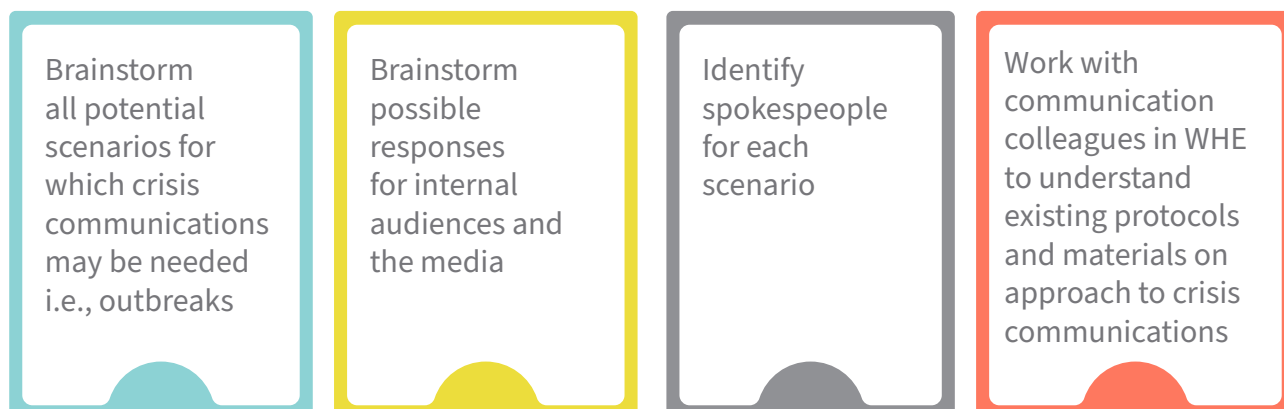 Brainstorm
all potential
scenarios for
which crisis
communications
may be needed
i.e., outbreaks
Brainstorm
possible
responses
for internal
audiences and
the media
Identify
spokespeople
for each
scenario
Work with
communication
colleagues in WHE
to understand
existing protocols
and materials on
approach to crisis
communications